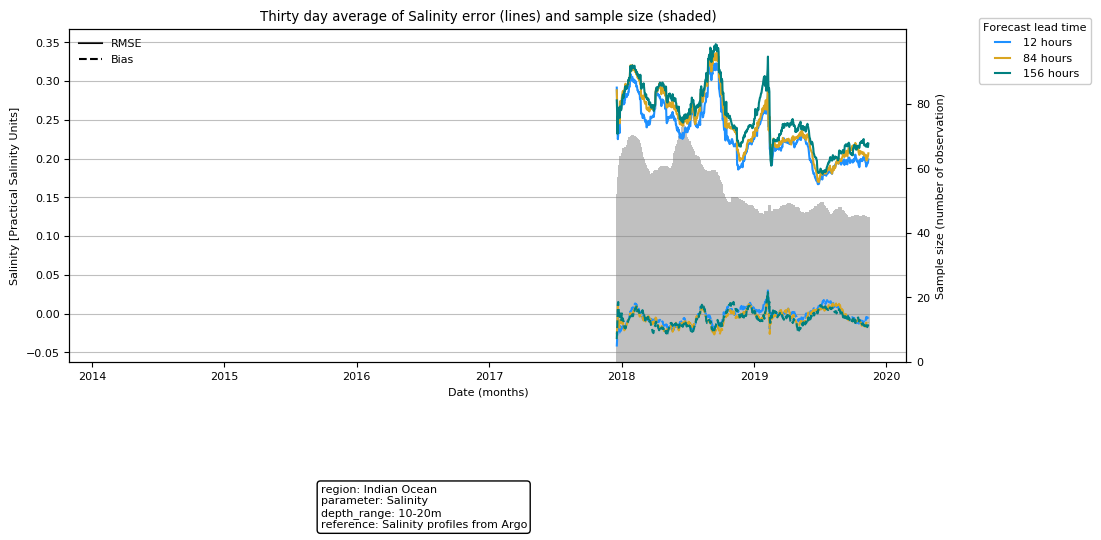 Thirty day average of Salinity error (lines) and sample size (shaded)
Forecast lead time
12 hours
84 hours
156 hours
RMSE
Bias
Salinity [Practical Salinity Units]
0.35
0.30
0.25
0.20
0.15
0.10
0.05
0.00
−0.05
80
60
40
20
0
Sample size (number of observation)
2014
2015
2016
2017
2018
2019
2020
Date (months)
region: Indian Ocean
parameter: Salinity
depth_range: 10-20m
reference: Salinity profiles from Argo